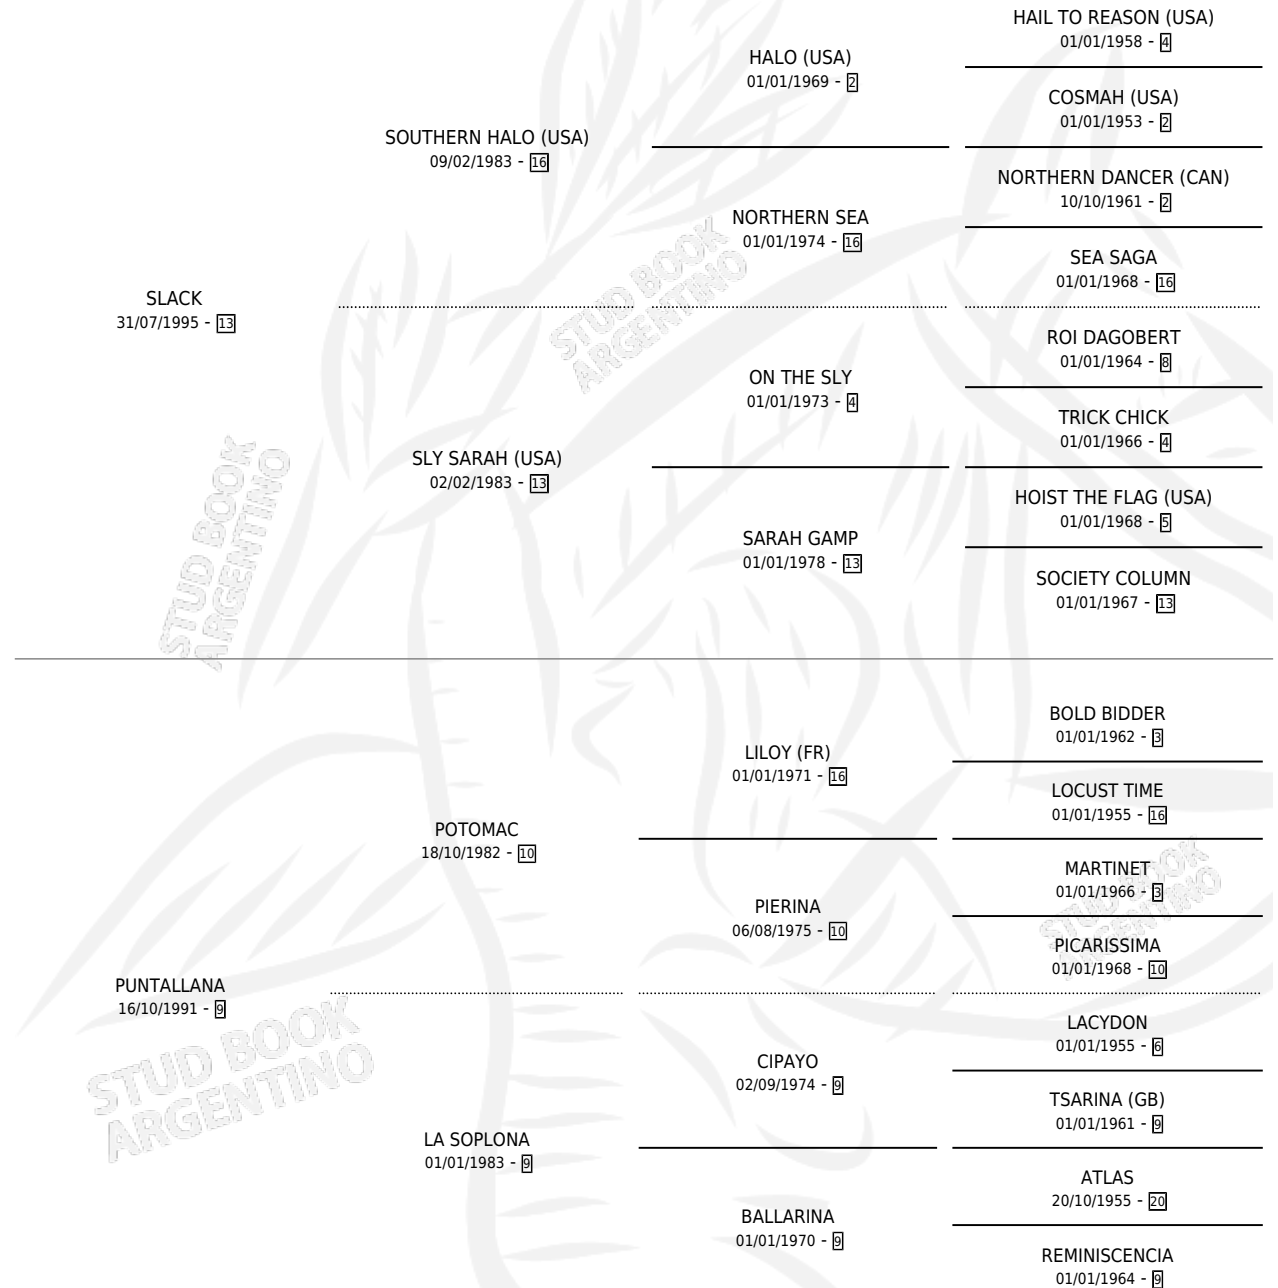 HAIL TO REASON (USA)
01/01/1958 - 4
HALO (USA)
01/01/1969 - 2
COSMAH (USA)
01/01/1953 - 2
SOUTHERN HALO (USA)
09/02/1983 - 16
NORTHERN DANCER (CAN)
10/10/1961 - 2
NORTHERN SEA
01/01/1974 - 16
SEA SAGA
01/01/1968 - 16
SLACK
31/07/1995 - 13
ROI DAGOBERT
01/01/1964 - 8
ON THE SLY
01/01/1973 - 4
TRICK CHICK
01/01/1966 - 4
SLY SARAH (USA)
02/02/1983 - 13
HOIST THE FLAG (USA)
01/01/1968 - 5
SARAH GAMP
01/01/1978 - 13
SOCIETY COLUMN
01/01/1967 - 13
BOLD BIDDER
01/01/1962 - 3
LILOY (FR)
01/01/1971 - 16
LOCUST TIME
01/01/1955 - 16
POTOMAC
18/10/1982 - 10
MARTINET
01/01/1966 - 3
PIERINA
06/08/1975 - 10
PICARISSIMA
01/01/1968 - 10
PUNTALLANA
16/10/1991 - 9
LACYDON
01/01/1955 - 6
CIPAYO
02/09/1974 - 9
TSARINA (GB)
01/01/1961 - 9
LA SOPLONA
01/01/1983 - 9
ATLAS
20/10/1955 - 20
BALLARINA
01/01/1970 - 9
REMINISCENCIA
01/01/1964 - 9
STUD BOOK
ARGENTINO
STUD BOOK
ARGENTINO
STUD BOOK
ARGENTINO
STUD BOOK
ARGENTINO